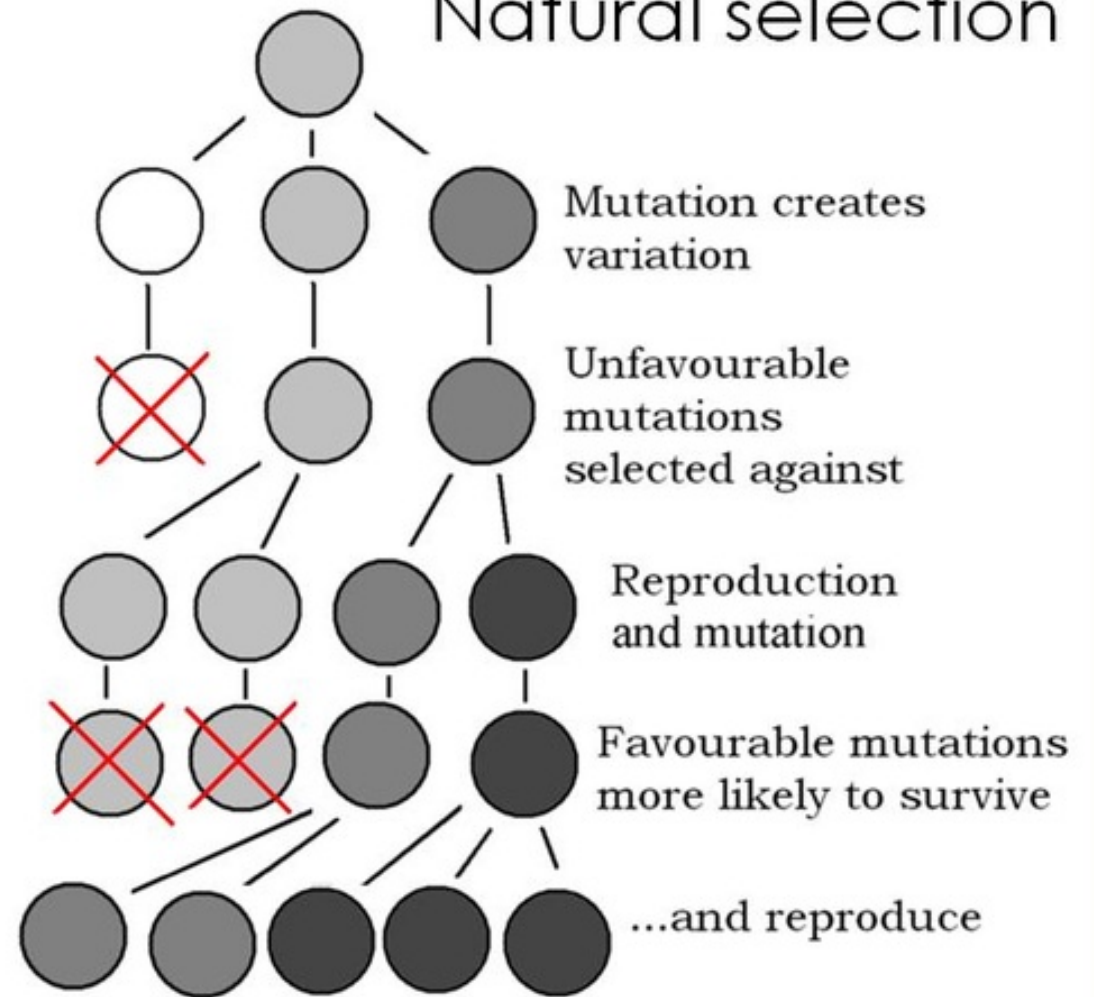 Natural selection
Mutation creates
variation
Unfavourable
mutations
selected against
Reproduction
and mutation
Favourable mutations
more likely to survive
...and reproduce